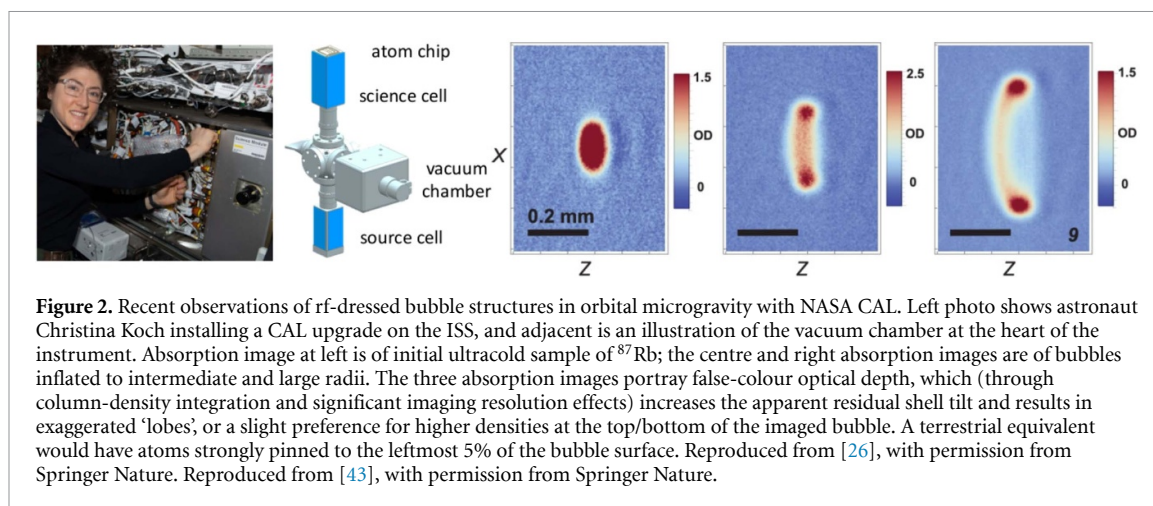 atom chip
science cell
vacuum
chamber
source cell
X
0.2 mm
Z
1.5
OD
0
Z
2.5
OD
0
9
Z
1.5
OD
0
Figure 2. Recent observations of rf-dressed bubble structures in orbital microgravity with NASA CAL. Left photo shows astronaut
Christina Koch installing a CAL upgrade on the ISS, and adjacent is an illustration of the vacuum chamber at the heart of the
instrument. Absorption image at left is of initial ultracold sample of ⁸⁷Rb; the centre and right absorption images are of bubbles
inflated to intermediate and large radii. The three absorption images portray false-colour optical depth, which (through
column-density integration and significant imaging resolution effects) increases the apparent residual shell tilt and results in
exaggerated ‘lobes’, or a slight preference for higher densities at the top/bottom of the imaged bubble. A terrestrial equivalent
would have atoms strongly pinned to the leftmost 5% of the bubble surface. Reproduced from [26], with permission from
Springer Nature. Reproduced from [43], with permission from Springer Nature.